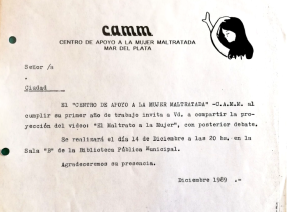 camm
CENTRO DE APOYO A LA MUJER MALTRATADA
MAR DEL PLATA
Señor /a
Ciudad
El "CENTRO DE APOYO A LA MUJER MALTRATADA" -C.A.M.M. al
cumplir su primer año de trabajo invita a Vd. a compartir la pro
yección del video: "El Maltrato a la Mujer", con posterior debate.
Se realizará el día 14 de Diciembre a las 20 hs. en la
Sala "B" de la Biblioteca Pública Municipal.
Agradeceremos su presencia.
Diciembre 1989 .-